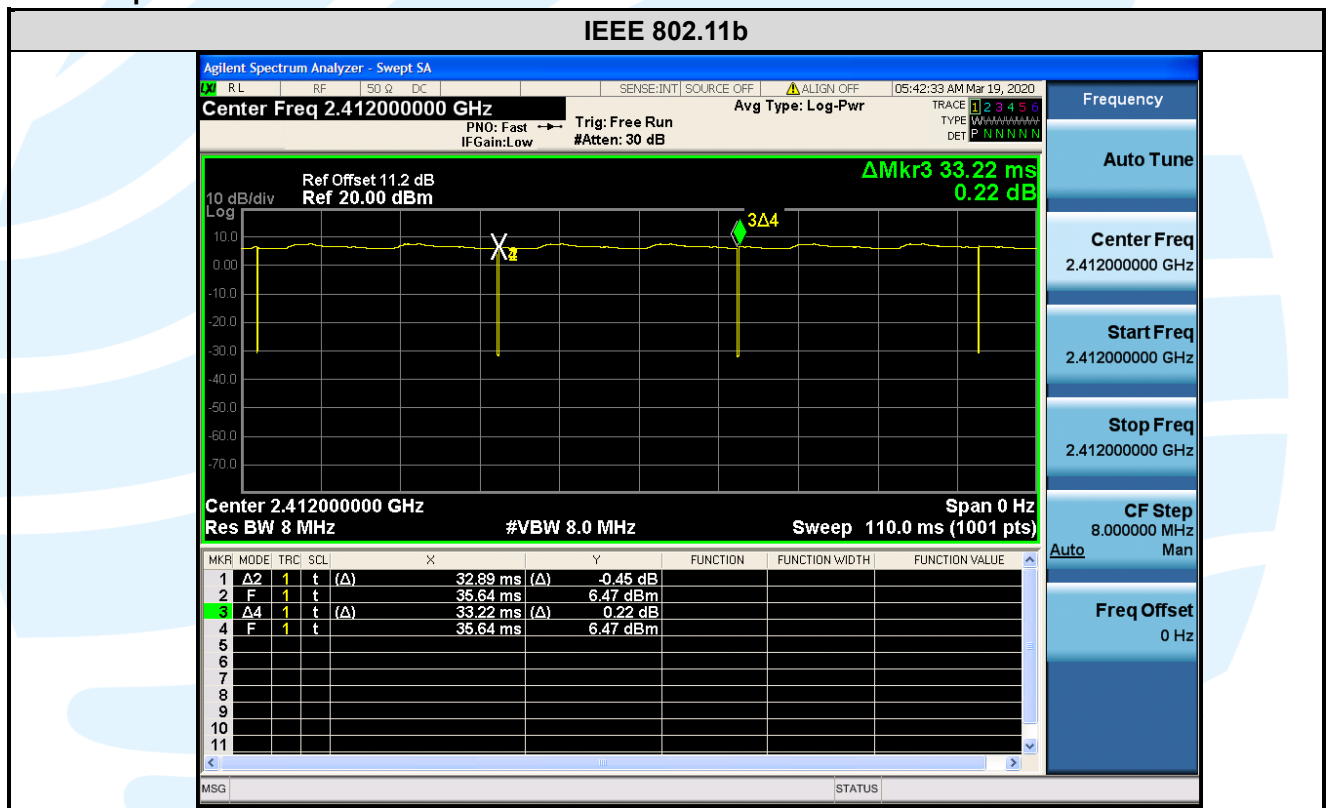 IEEE 802.11b
Agilent Spectrum Analyzer - Swept SA
LXI RL RF 50 Ω DC SENSE:INT SOURCE OFF ALIGN OFF 05:42:33 AM Mar 19, 2020
Center Freq 2.412000000 GHz
PNO: Fast
IFGain:Low
Trig: Free Run
#Atten: 30 dB
Avg Type: Log-Pwr
TRACE 1 2 3 4 5 6
TYPE WWWWWW
DET P N N N N N
ΔMkr3 33.22 ms
0.22 dB
Ref Offset 11.2 dB
10 dB/div Ref 20.00 dBm
Log
10.0
0.00
-10.0
-20.0
-30.0
-40.0
-50.0
-60.0
-70.0
3Δ4
Center 2.412000000 GHz Span 0 Hz
Res BW 8 MHz #VBW 8.0 MHz Sweep 110.0 ms (1001 pts)
MKR MODE TRC SCL X Y FUNCTION FUNCTION WIDTH FUNCTION VALUE
1 Δ2 1 t (Δ) 32.89 ms (Δ) -0.45 dB
2 F 1 t 35.64 ms 6.47 dBm
3 Δ4 1 t (Δ) 33.22 ms (Δ) 0.22 dB
4 F 1 t 35.64 ms 6.47 dBm
5
6
7
8
9
10
11
MSG STATUS
Frequency
Auto Tune
Center Freq
2.412000000 GHz
Start Freq
2.412000000 GHz
Stop Freq
2.412000000 GHz
CF Step
8.000000 MHz
Auto Man
Freq Offset
0 Hz